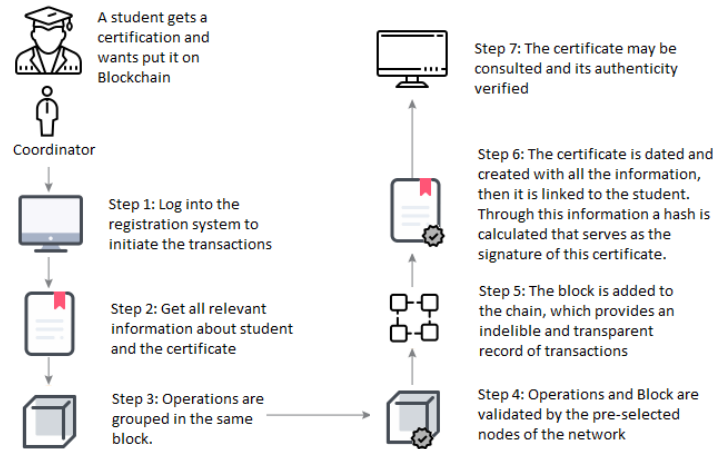 A student gets a
certification and
wants put it on
Blockchain
Coordinator
Step 1: Log into the
registration system to
initiate the transactions
Step 2: Get all relevant
information about student
and the certificate
Step 3: Operations are
grouped in the same
block.
Step 4: Operations and Block are
validated by the pre-selected
nodes of the network
Step 5: The block is added to
the chain, which provides an
indelible and transparent
record of transactions
Step 6: The certificate is dated and
created with all the information,
then it is linked to the student.
Through this information a hash is
calculated that serves as the
signature of this certificate.
Step 7: The certificate may be
consulted and its authenticity
verified